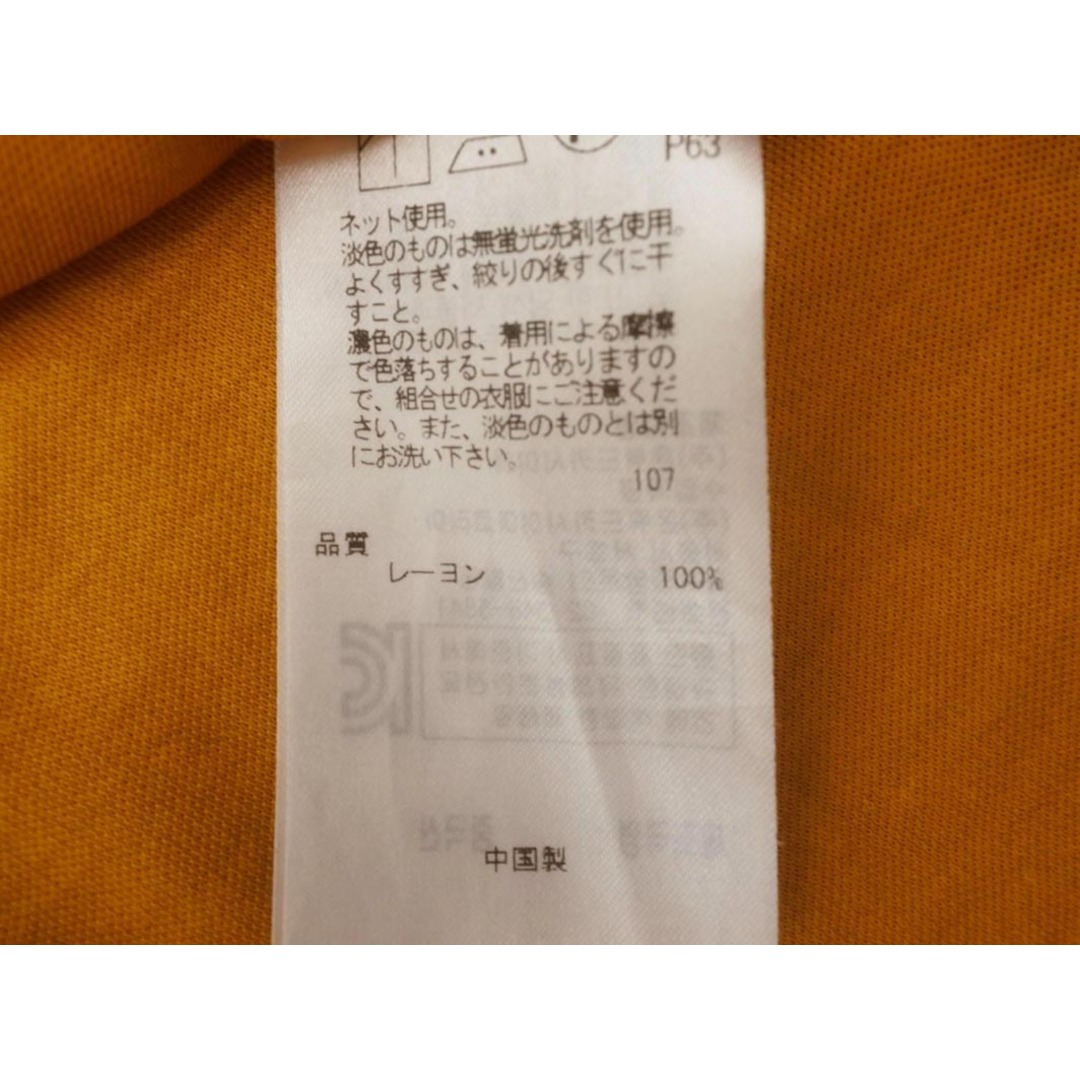 P63
ネット使用。
淡色のものは無蛍光洗剤を使用。
よくすすぎ、絞りの後すぐに干
すこと。
濃色のものは、着用による摩擦
で色落ちすることがありますの
で、組合せの衣服にご注意くだ
さい。また、淡色のものとは別
にお洗い下さい。
107
品質
レーヨン 100%
中国製